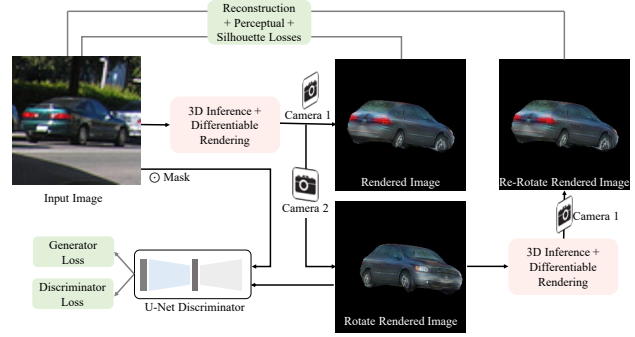 Reconstruction
+ Perceptual +
Silhouette Losses
3D Inference +
Differentiable
Rendering
Camera 1
Input Image
⊙ Mask
Camera 2
Rendered Image
Re-Rotate Rendered Image
Camera 1
Generator
Loss
Discriminator
Loss
U-Net Discriminator
Rotate Rendered Image
3D Inference +
Differentiable
Rendering